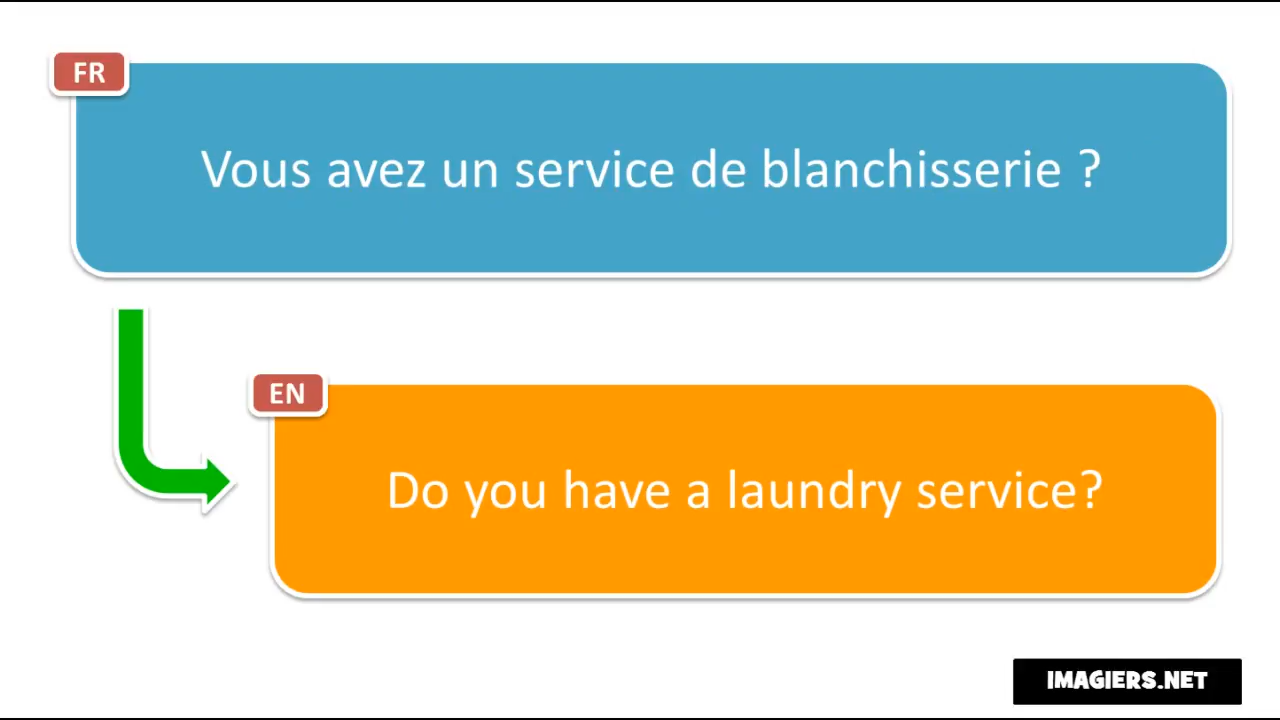 FR
Vous avez un service de blanchisserie ?
EN
Do you have a laundry service?
IMAGIERS.NET